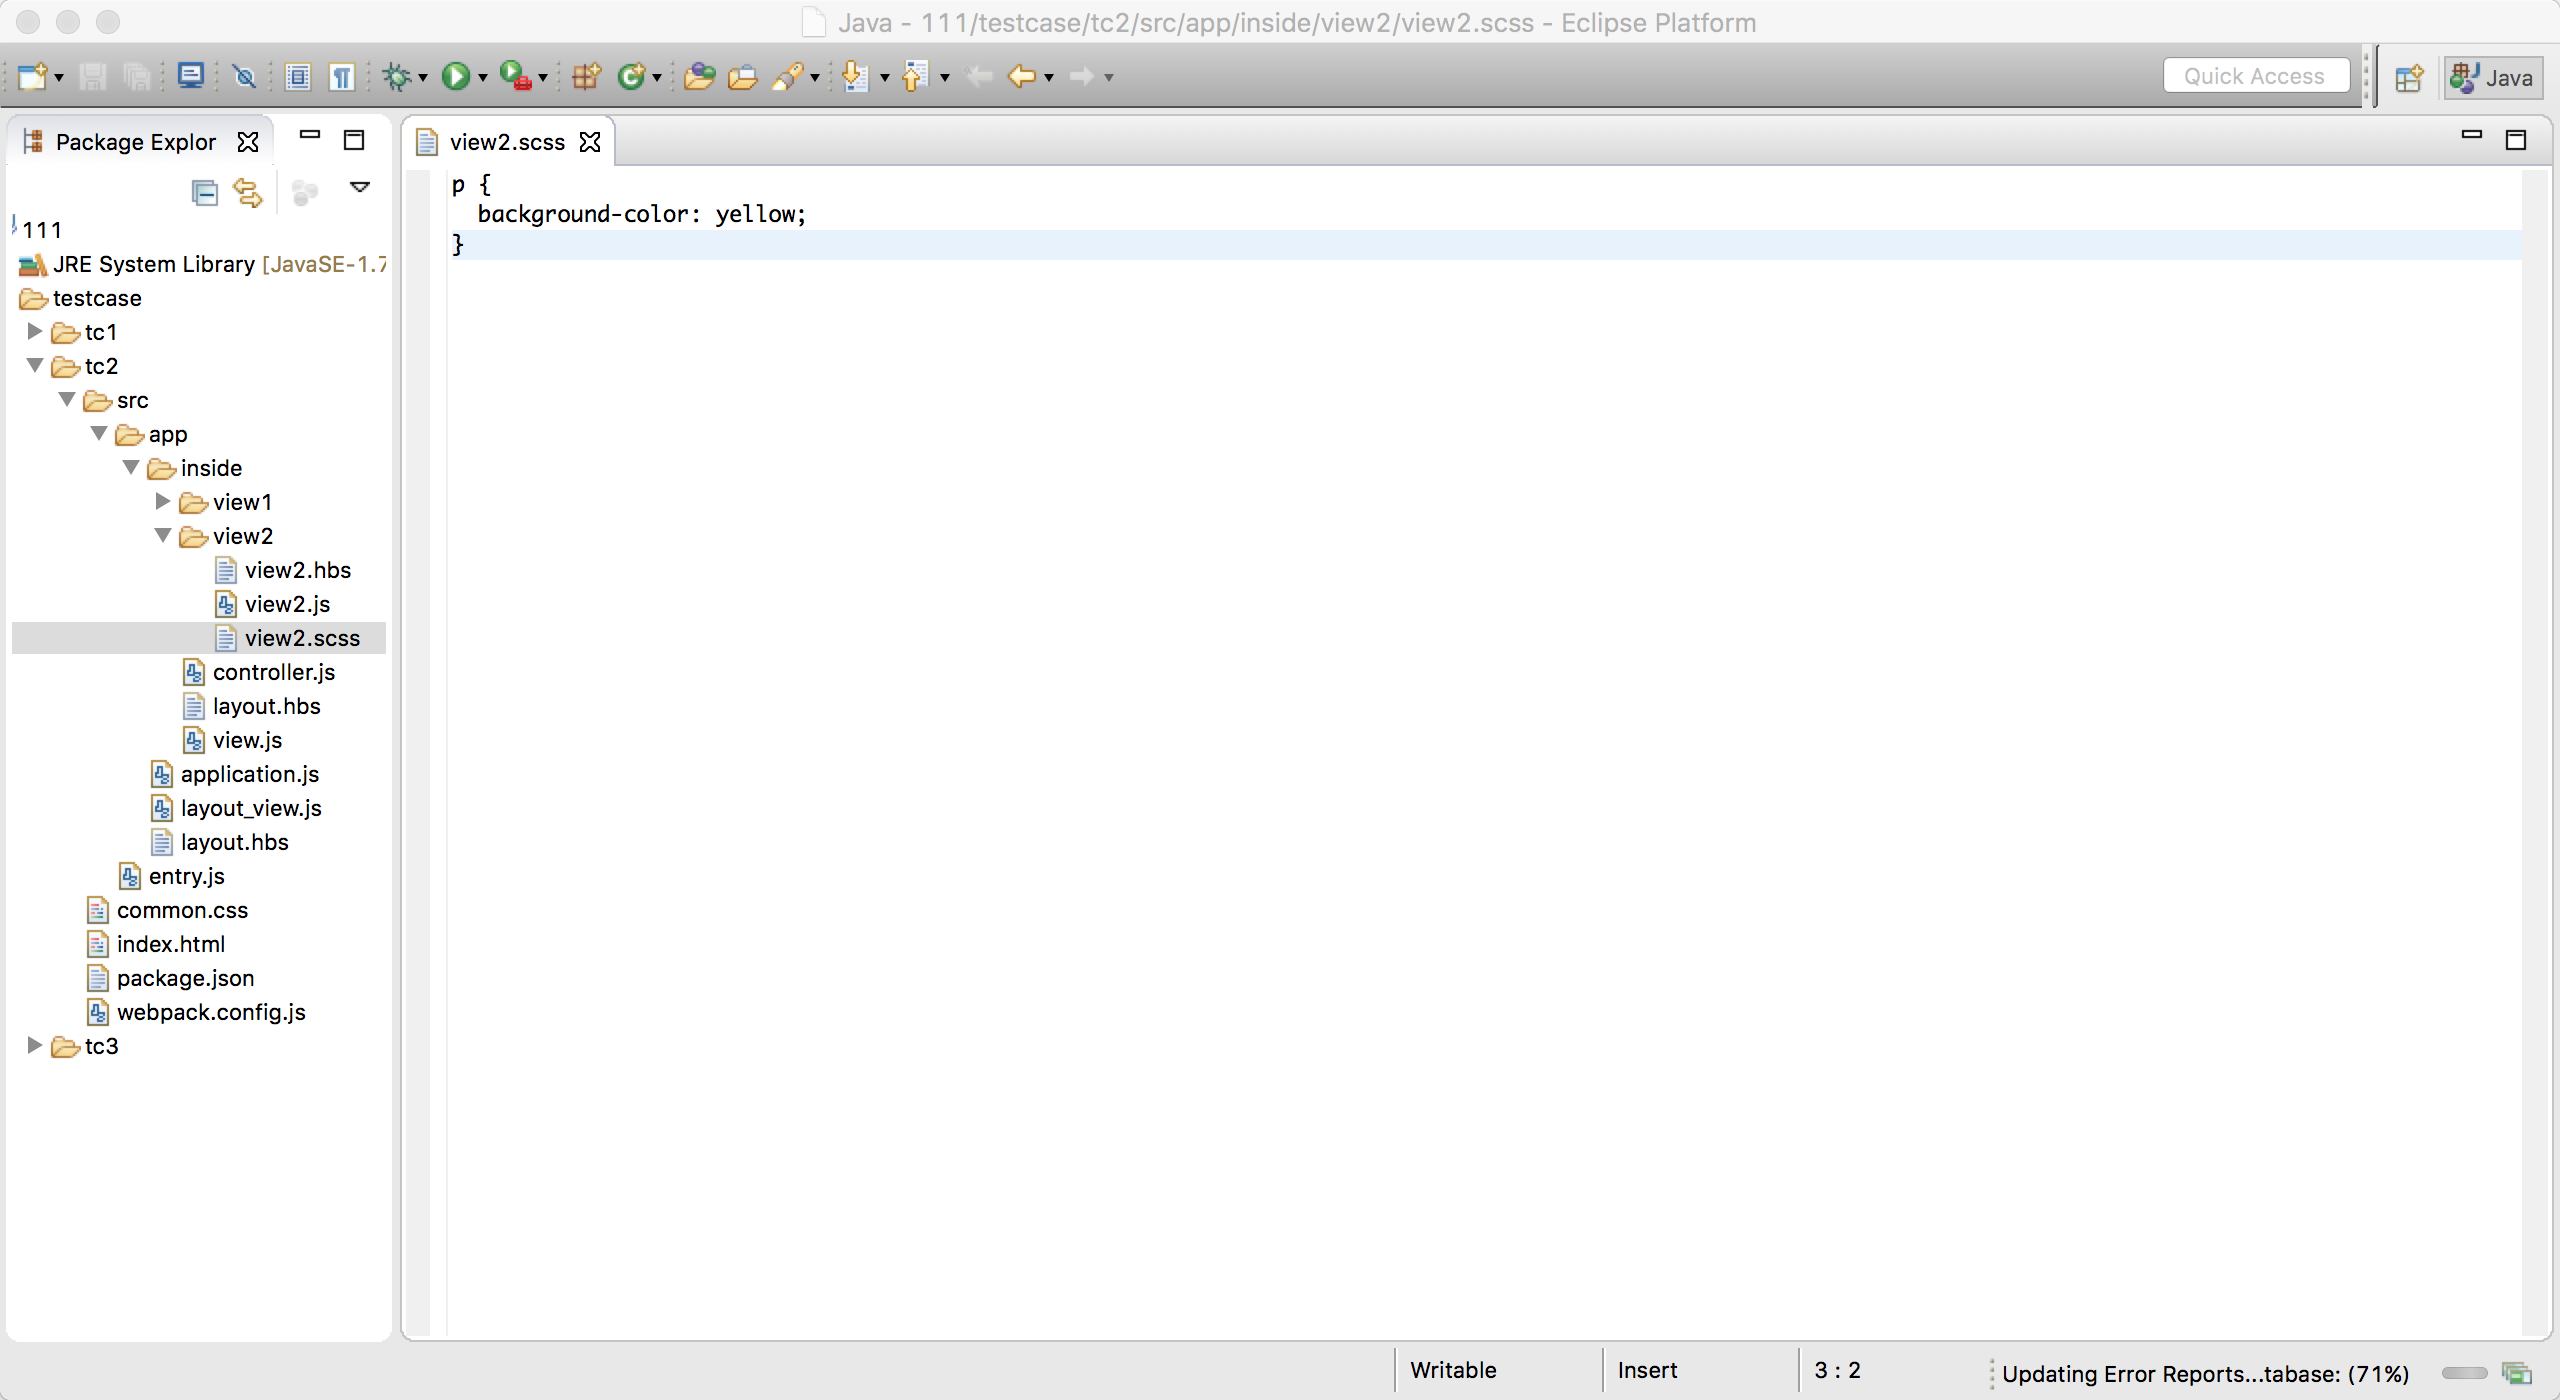 Java - 111/testcase/tc2/src/app/inside/view2/view2.scss - Eclipse Platform
Quick Access
Java
Package Explor
view2.scss
111
JRE System Library [JavaSE-1.7
testcase
tc1
tc2
src
app
inside
view1
view2
view2.hbs
view2.js
view2.scss
controller.js
layout.hbs
view.js
application.js
layout_view.js
layout.hbs
entry.js
common.css
index.html
package.json
webpack.config.js
tc3
p {
  background-color: yellow;
}
Writable
Insert
3 : 2
Updating Error Reports...tabase: (71%)